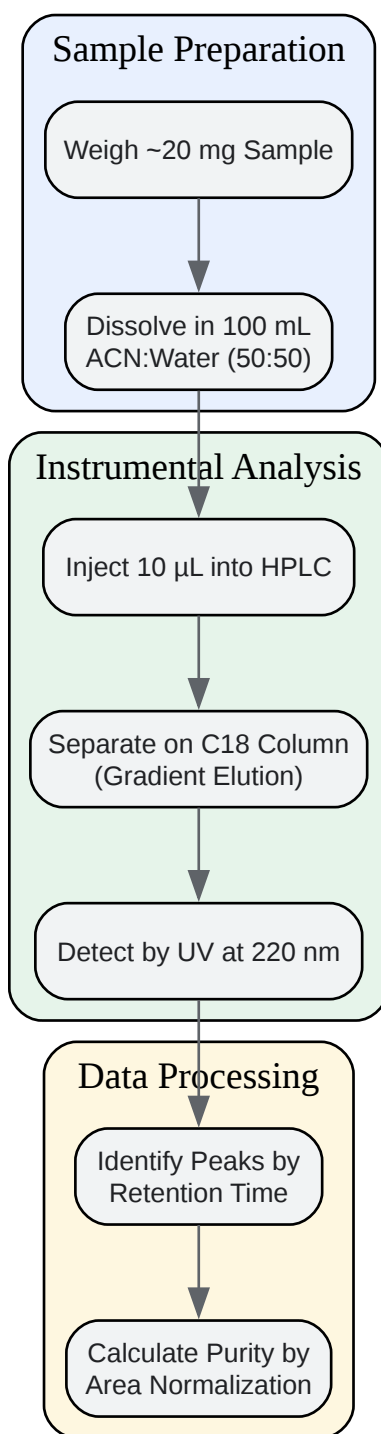 Sample Preparation
Weigh ~20 mg Sample
Dissolve in 100 mL
ACN:Water (50:50)
Instrumental Analysis
Inject 10 µL into HPLC
Separate on C18 Column
(Gradient Elution)
Detect by UV at 220 nm
Data Processing
Identify Peaks by
Retention Time
Calculate Purity by
Area Normalization